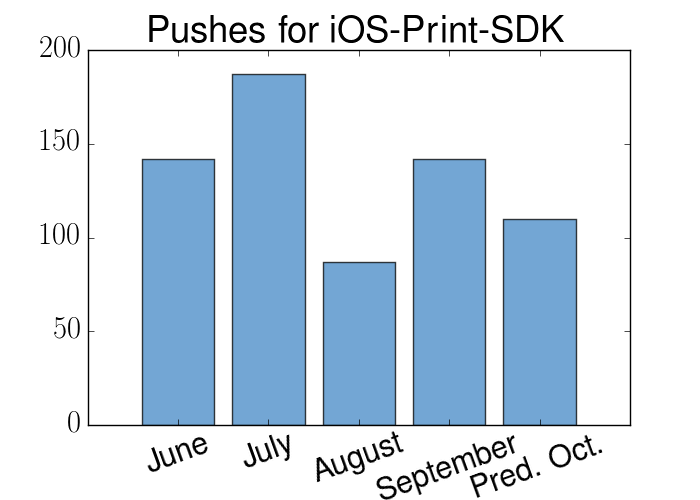 Pushes for iOS-Print-SDK
200
150
100
50
0
June
July
August
September
Pred. Oct.